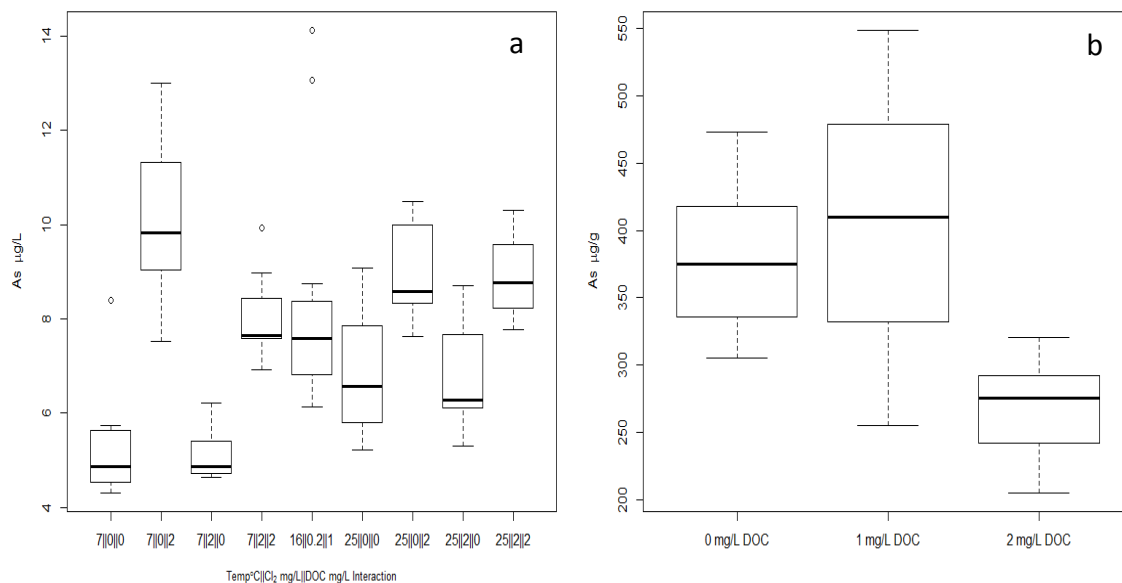 a
As µg/L
14
12
10
8
6
4
7||0||0 7||0||2 7||2||0 7||2||2 16||0.2||1 25||0||0 25||0||2 25||2||0 25||2||2
Temp°C||Cl₂ mg/L||DOC mg/L Interaction
b
As µg/g
550
500
450
400
350
300
250
200
0 mg/L DOC 1 mg/L DOC 2 mg/L DOC